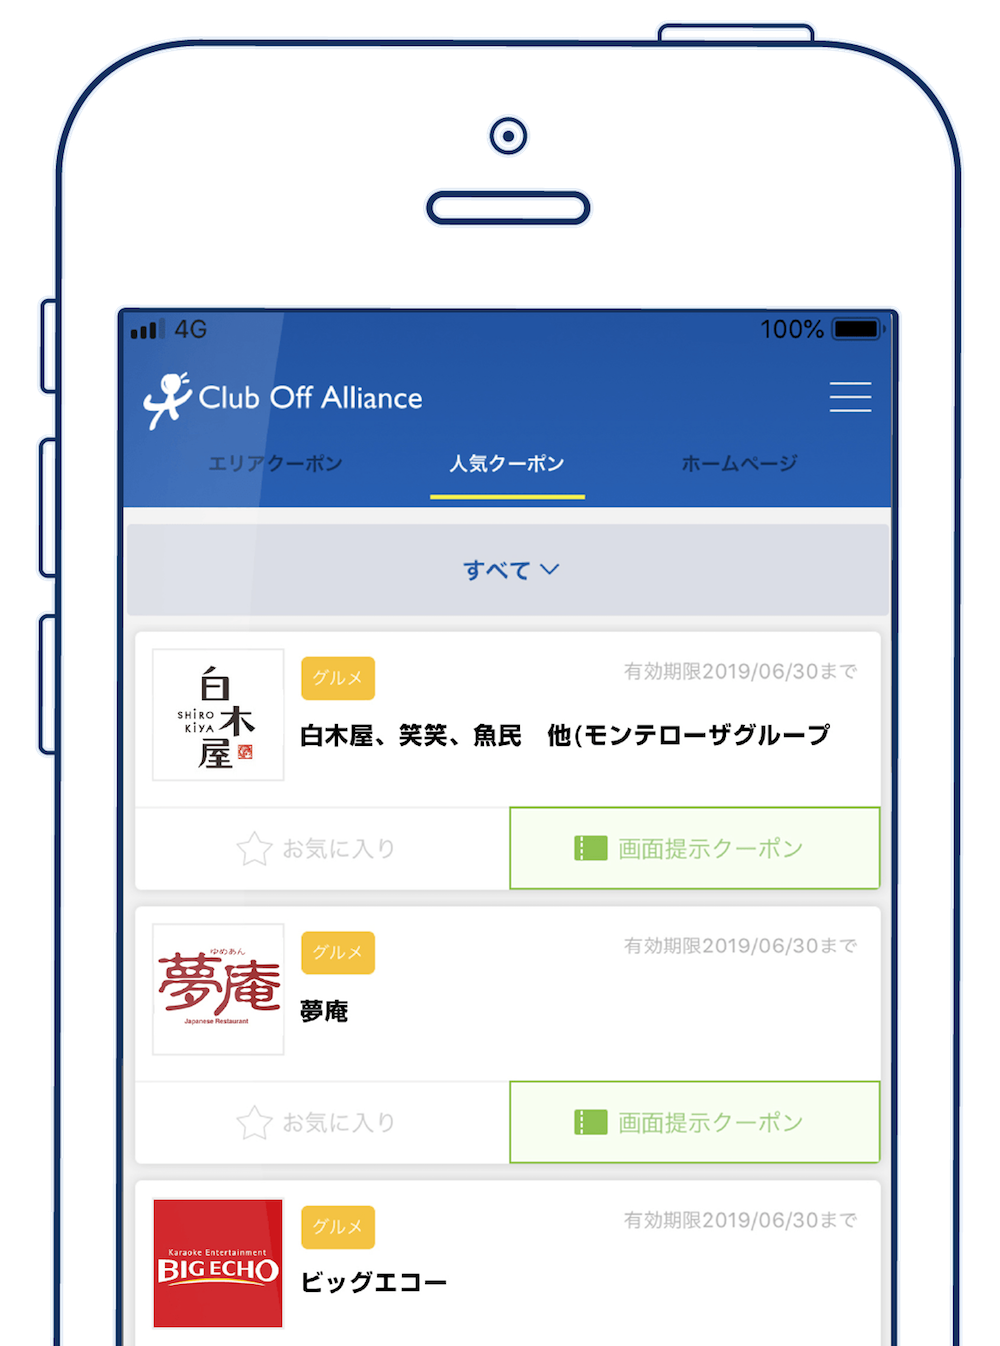 4G 100%
Club Off Alliance
エリアクーポン 人気クーポン ホームページ
すべて
白木屋
SHIRO
KIYA
グルメ
有効期限2019/06/30まで
白木屋、笑笑、魚民　他(モンテローザグループ
お気に入り
画面提示クーポン
ゆめあん
夢庵
Japanese Restaurant
グルメ
有効期限2019/06/30まで
夢庵
お気に入り
画面提示クーポン
Karaoke Entertainment
BIG ECHO
グルメ
有効期限2019/06/30まで
ビッグエコー